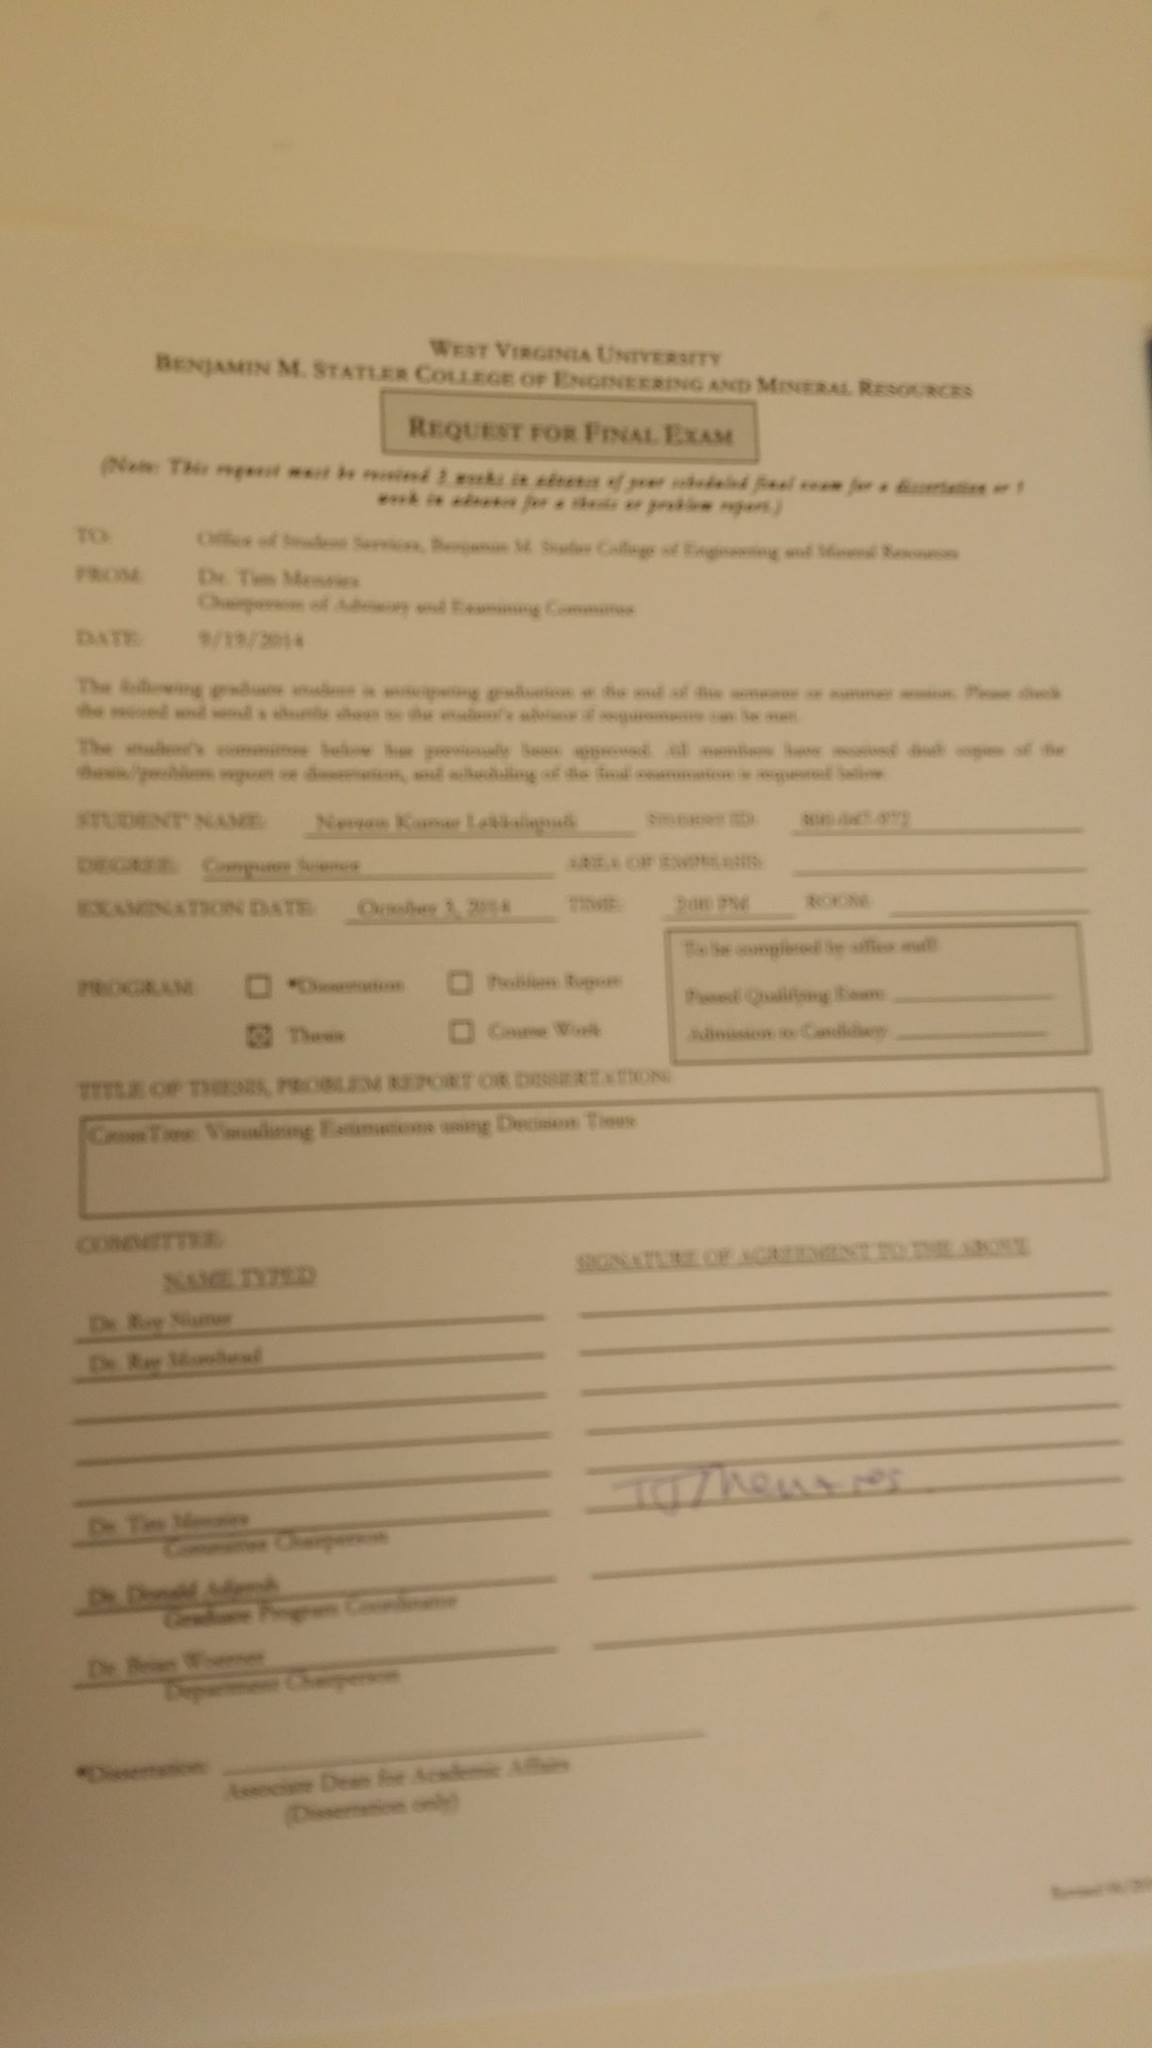 WEST VIRGINIA UNIVERSITY
BENJAMIN M. STATLER COLLEGE OF ENGINEERING AND MINERAL RESOURCES
REQUEST FOR FINAL EXAM
(Note: This request must be received 3 weeks in advance of your scheduled final exam for a dissertation or 1
week in advance for a thesis or problem report.)
TO: Office of Student Services, Benjamin M. Statler College of Engineering and Mineral Resources
FROM: Dr. Tim Menzies
Chairperson of Advisory and Examining Committee
DATE: 9/19/2014
The following graduate student is anticipating graduation at the end of this semester or summer session. Please check
the record and send a shuttle sheet to the student's advisor if requirements can be met.
The student's committee below has previously been approved. All members have received draft copies of the
thesis/problem report or dissertation, and scheduling of the final examination is requested below.
STUDENT' NAME: Naveen Kumar Lekkalapudi STUDENT ID:
DEGREE: Computer Science AREA OF EMPHASIS:
EXAMINATION DATE: October 3, 2014 TIME: PM ROOM:
To be completed by office staff:
PROGRAM: *Dissertation Problem Report
Passed Qualifying Exam:
Thesis Course Work
Admission to Candidacy:
TITLE OF THESIS, PROBLEM REPORT OR DISSERTATION:
CrossTree: Visualizing Estimations using Decision Trees
COMMITTEE:
NAME TYPED SIGNATURE OF AGREEMENT TO THE ABOVE
Dr. Roy Nutter
Dr. Ray Morehead
Dr. Tim Menzies TJMenzies
Committee Chairperson
Dr. Donald Adjeroh
Graduate Program Coordinator
Dr. Brian Woerner
Department Chairperson
*Dissertation:
Associate Dean for Academic Affairs
(Dissertation only)
Revised